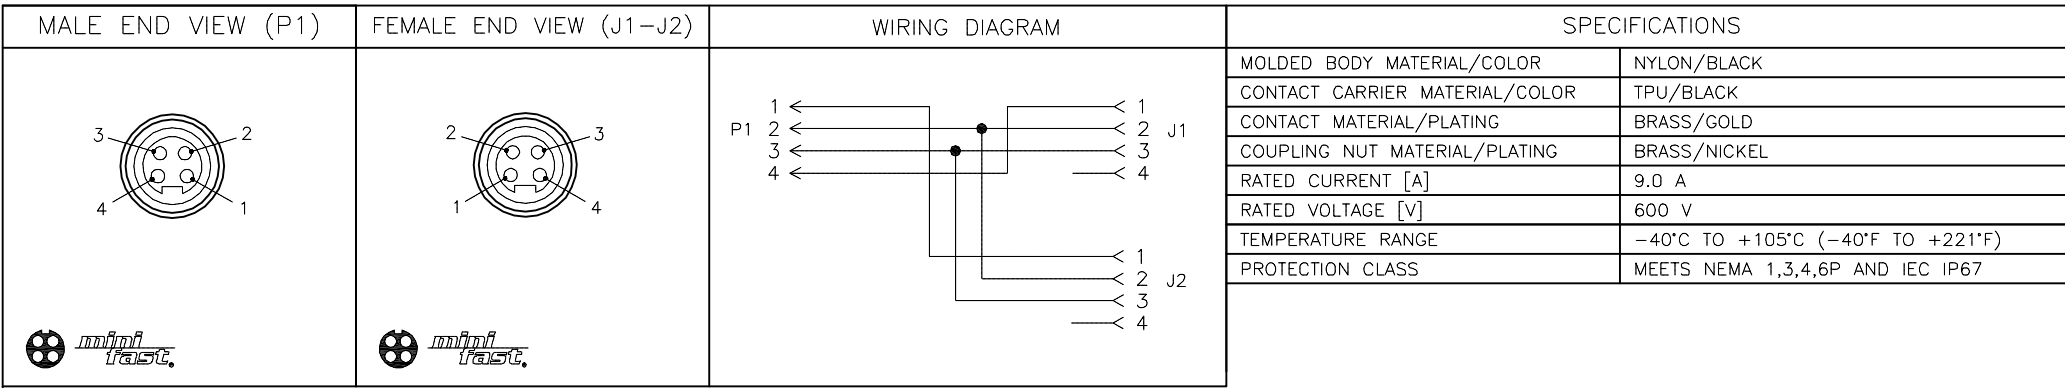 MALE END VIEW (P1)
3
2
4
1
mini
fast®
FEMALE END VIEW (J1-J2)
2
3
1
4
mini
fast®
WIRING DIAGRAM
1 1
P1 2 2 J1
3 3
4 4
1
2 J2
3
4
SPECIFICATIONS
MOLDED BODY MATERIAL/COLOR NYLON/BLACK
CONTACT CARRIER MATERIAL/COLOR TPU/BLACK
CONTACT MATERIAL/PLATING BRASS/GOLD
COUPLING NUT MATERIAL/PLATING BRASS/NICKEL
RATED CURRENT [A] 9.0 A
RATED VOLTAGE [V] 600 V
TEMPERATURE RANGE -40°C TO +105°C (-40°F TO +221°F)
PROTECTION CLASS MEETS NEMA 1,3,4,6P AND IEC IP67